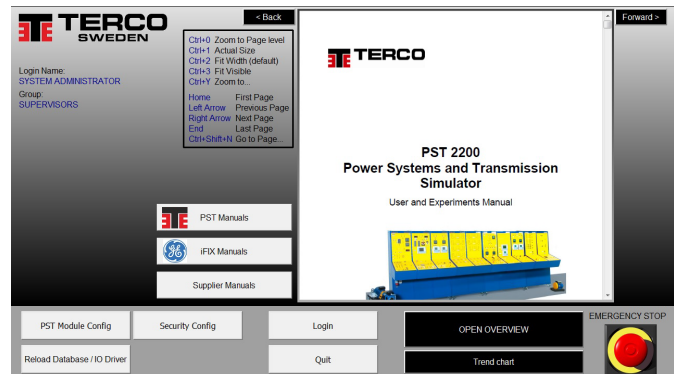 TERCO
SWEDEN
< Back
Forward >
Ctrl+0 Zoom to Page level
Ctrl+1 Actual Size
Ctrl+2 Fit Width (default)
Ctrl+3 Fit Visible
Ctrl+Y Zoom to...
Home First Page
Left Arrow Previous Page
Right Arrow Next Page
End Last Page
Ctrl+Shift+N Go to Page...
Login Name:
SYSTEM ADMINISTRATOR
Group:
SUPERVISORS
TERCO
PST 2200
Power Systems and Transmission
Simulator
User and Experiments Manual
PST Manuals
iFIX Manuals
Supplier Manuals
PST Module Config
Security Config
LogIn
OPEN OVERVIEW
EMERGENCY STOP
Reload Database / IO Driver
Quit
Trend chart